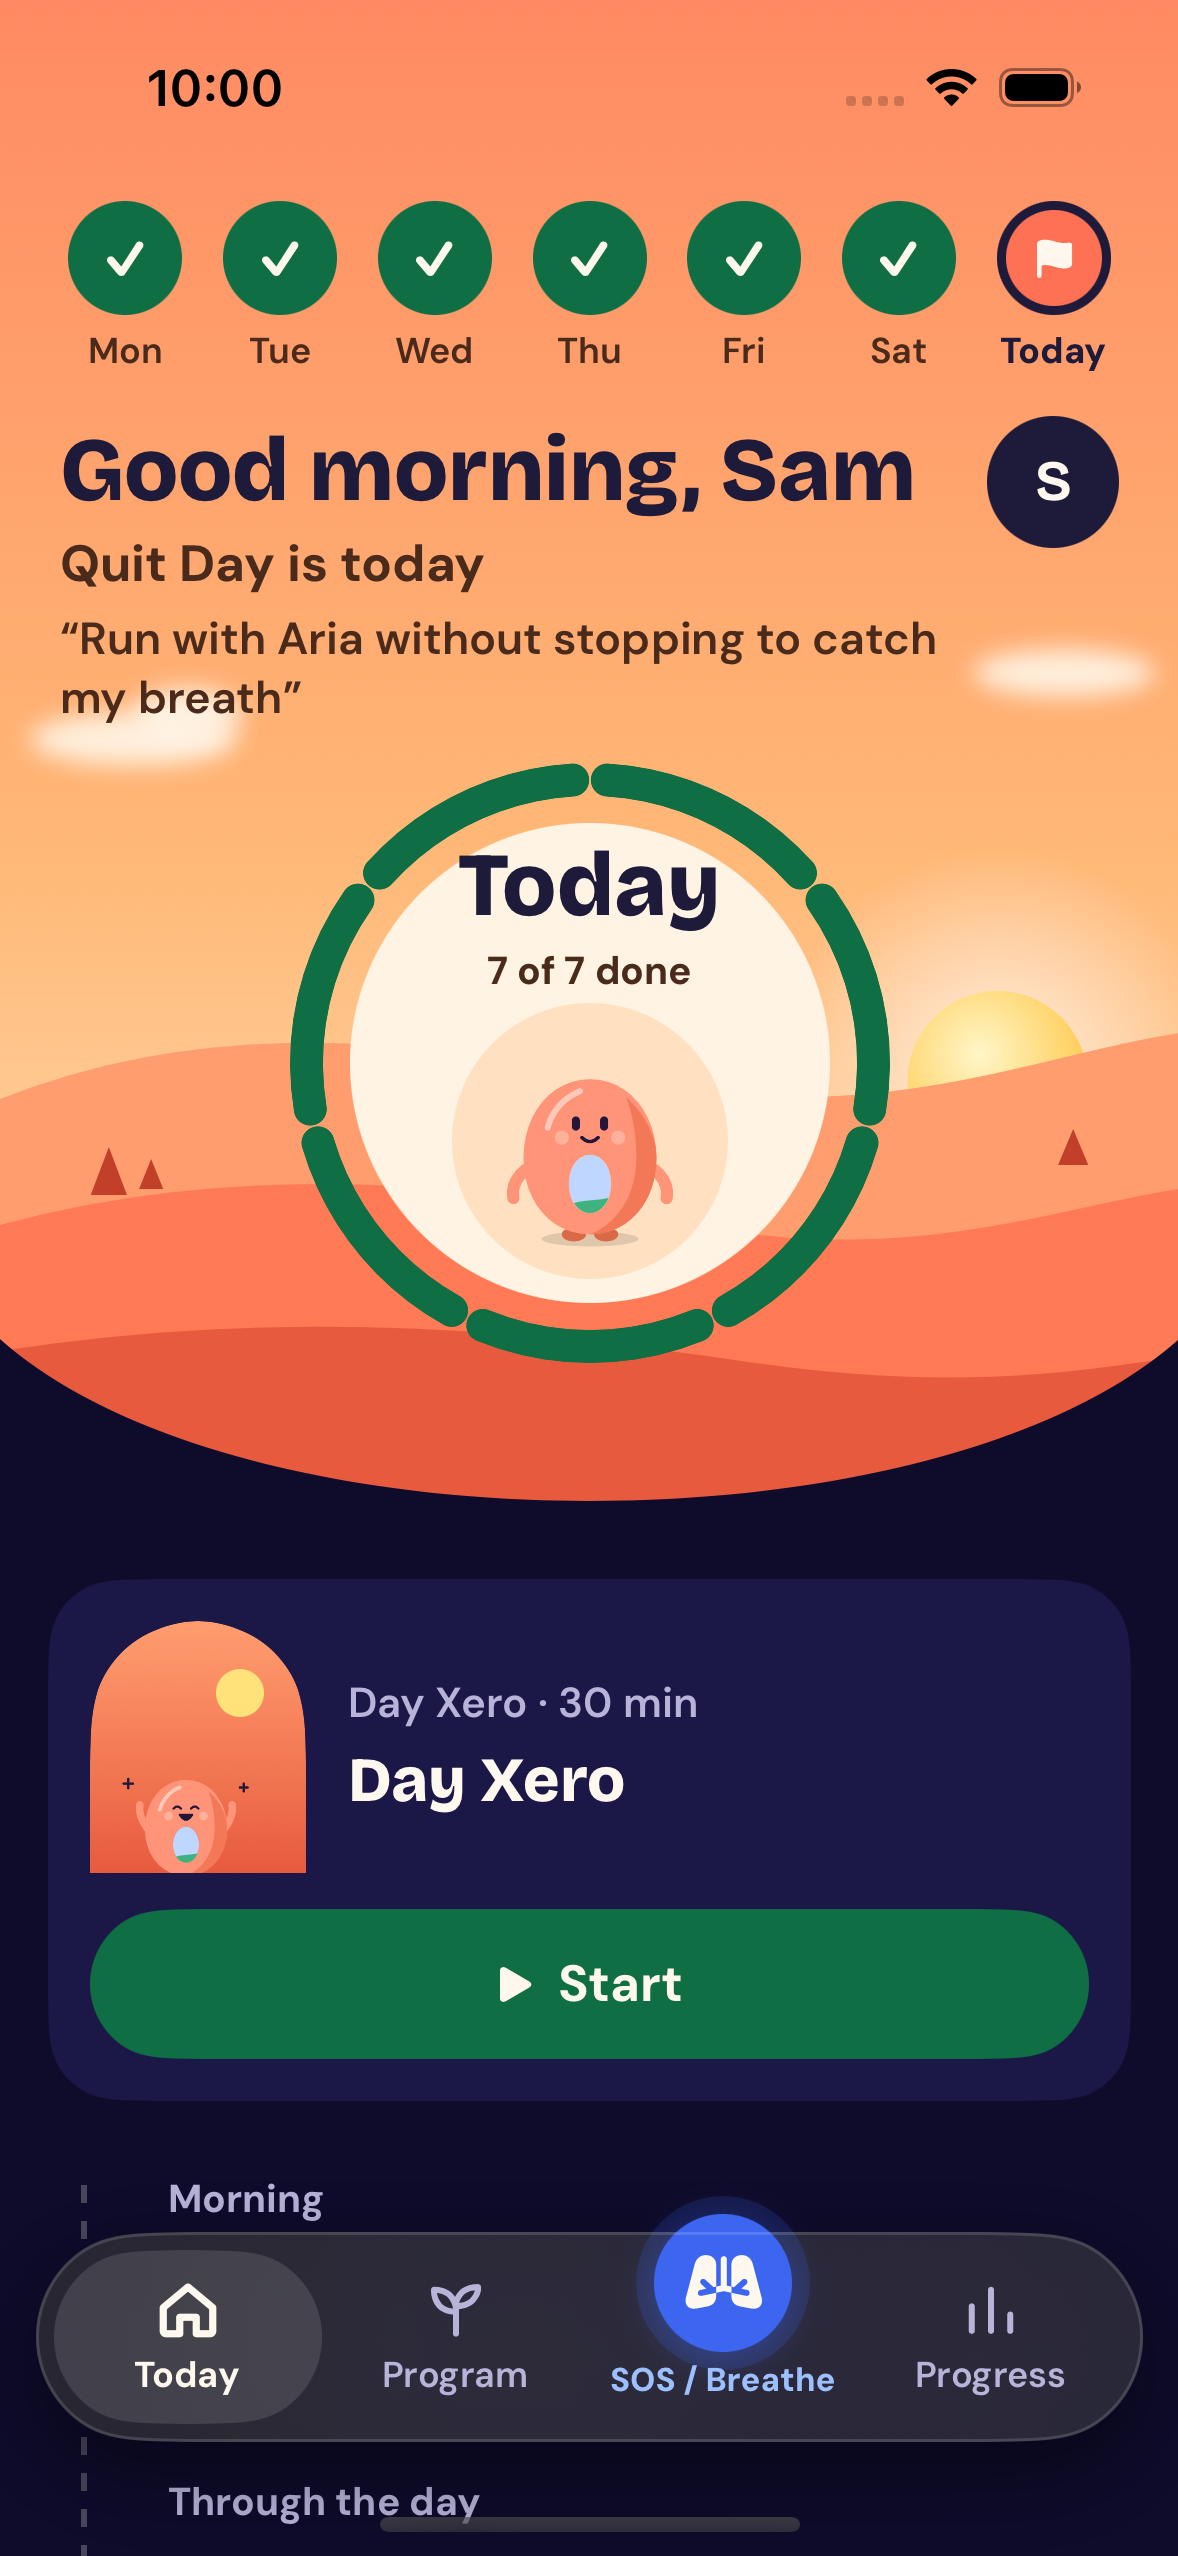 10:00
Mon Tue Wed Thu Fri Sat Today
Good morning, Sam
S
Quit Day is today
“Run with Aria without stopping to catch
my breath”
Today
7 of 7 done
Day Xero · 30 min
Day Xero
Start
Morning
Today Program SOS / Breathe Progress
Through the day